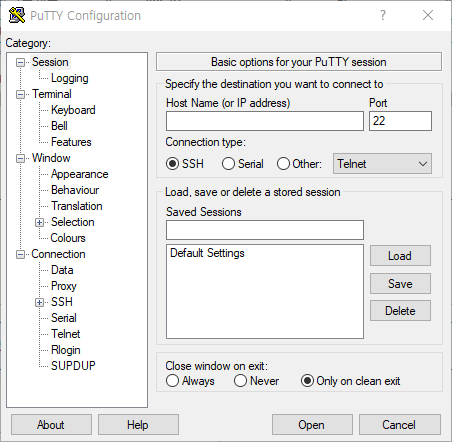 PuTTY Configuration
?
Category:
Session
Logging
Terminal
Keyboard
Bell
Features
Window
Appearance
Behaviour
Translation
Selection
Colours
Connection
Data
Proxy
SSH
Serial
Telnet
Rlogin
SUPDUP
Basic options for your PuTTY session
Specify the destination you want to connect to
Host Name (or IP address) Port
22
Connection type:
SSH Serial Other: Telnet
Load, save or delete a stored session
Saved Sessions
Default Settings
Load
Save
Delete
Close window on exit:
Always Never Only on clean exit
About Help Open Cancel